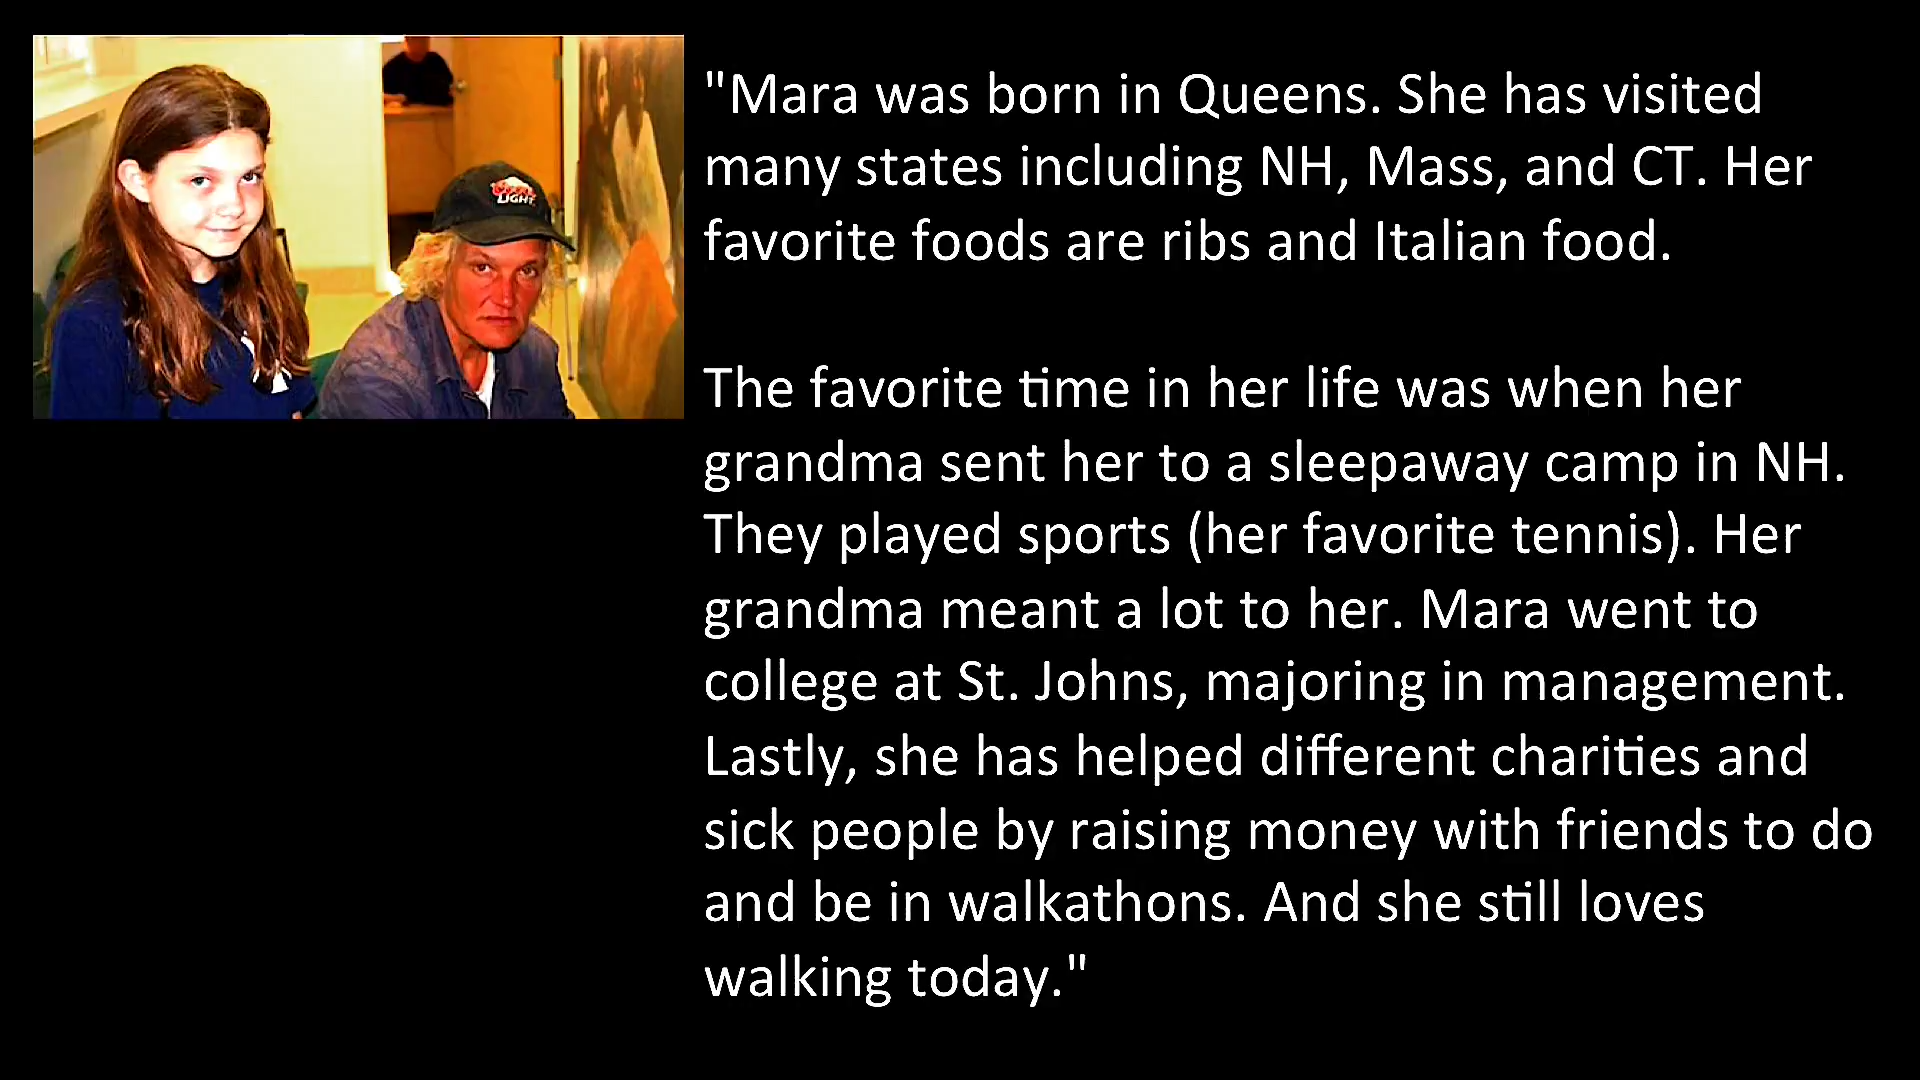 "Mara was born in Queens. She has visited
many states including NH, Mass, and CT. Her
favorite foods are ribs and Italian food.
The favorite time in her life was when her
grandma sent her to a sleepaway camp in NH.
They played sports (her favorite tennis). Her
grandma meant a lot to her. Mara went to
college at St. Johns, majoring in management.
Lastly, she has helped different charities and
sick people by raising money with friends to do
and be in walkathons. And she still loves
walking today."
COORS
LIGHT